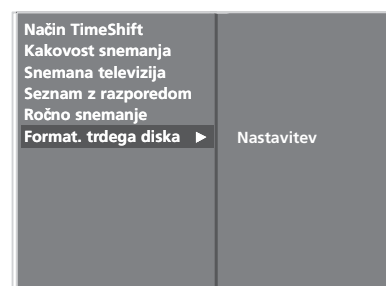 Način TimeShift
Kakovost snemanja
Snemana televizija
Seznam z razporedom
Ročno snemanje
Format. trdega diska ▶ Nastavitev